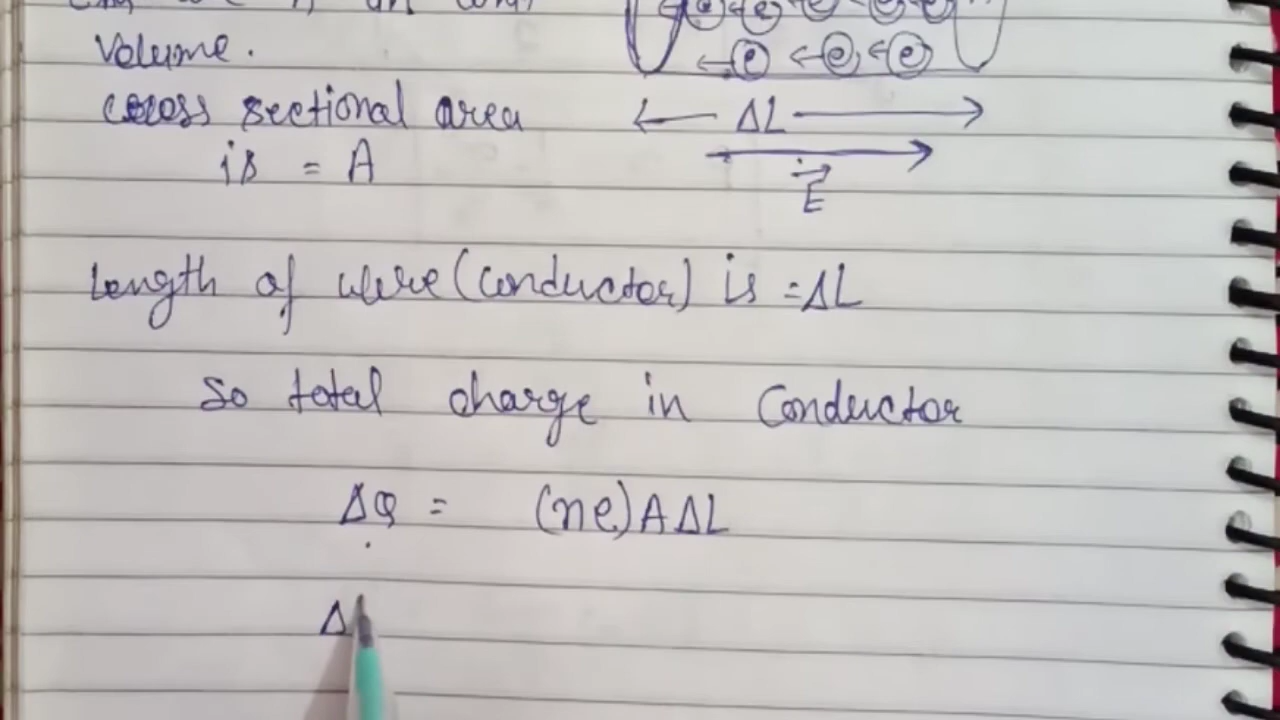 volume.
e e e
cross sectional area
ΔL
is = A
E
Length of wire (conductor) is = ΔL
So total charge in Conductor
ΔQ = (ne) A ΔL
Δ